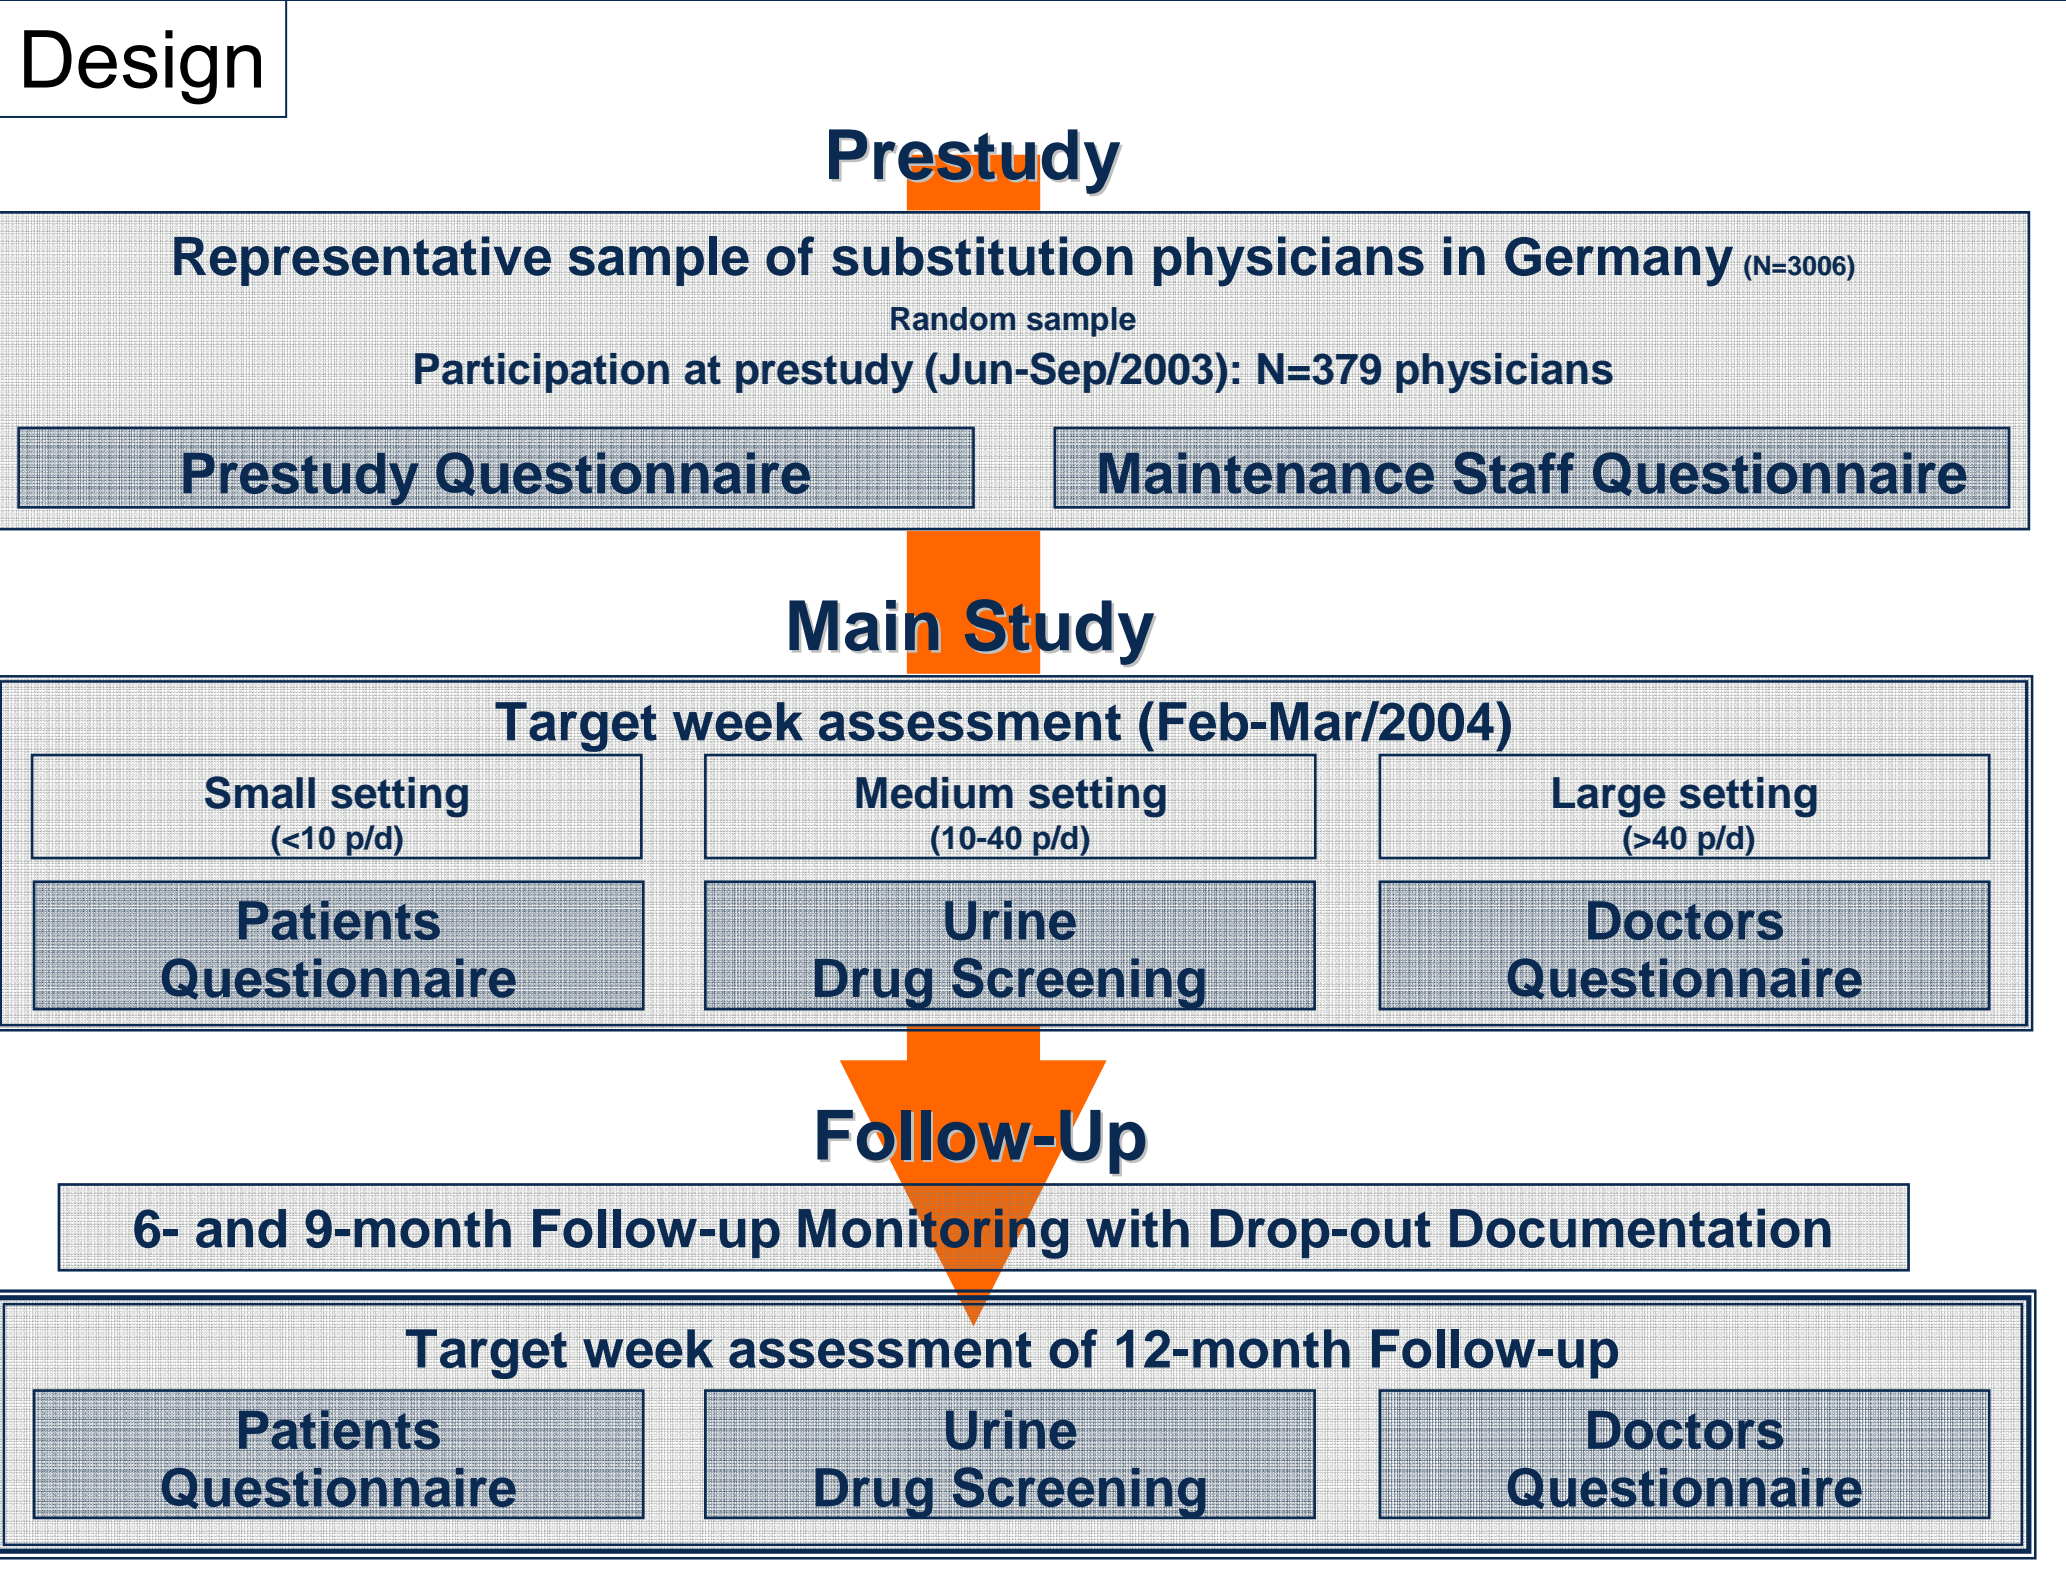 Design
Prestudy
Representative sample of substitution physicians in Germany (N=3006)
Random sample
Participation at prestudy (Jun-Sep/2003): N=379 physicians
Prestudy Questionnaire
Maintenance Staff Questionnaire
Main Study
Target week assessment (Feb-Mar/2004)
Small setting
(<10 p/d)
Medium setting
(10-40 p/d)
Large setting
(>40 p/d)
Patients
Questionnaire
Urine
Drug Screening
Doctors
Questionnaire
Follow-Up
6- and 9-month Follow-up Monitoring with Drop-out Documentation
Target week assessment of 12-month Follow-up
Patients
Questionnaire
Urine
Drug Screening
Doctors
Questionnaire